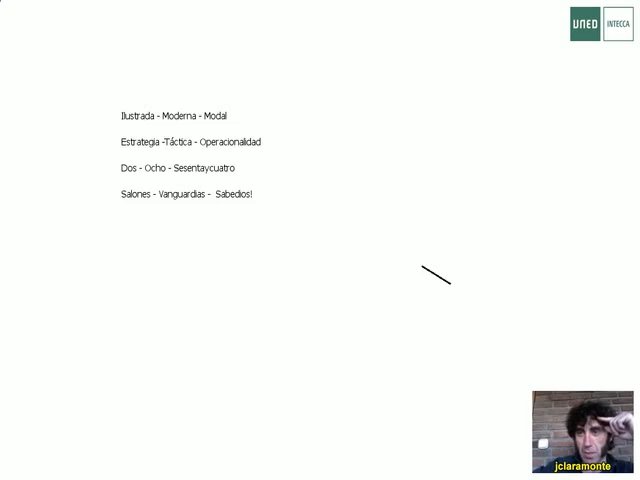 UNED INTECCA
Ilustrada - Moderna - Modal
Estrategia -Táctica - Operacionalidad
Dos - Ocho - Sesentaycuatro
Salones - Vanguardias - Sabedios!
jclaramonte